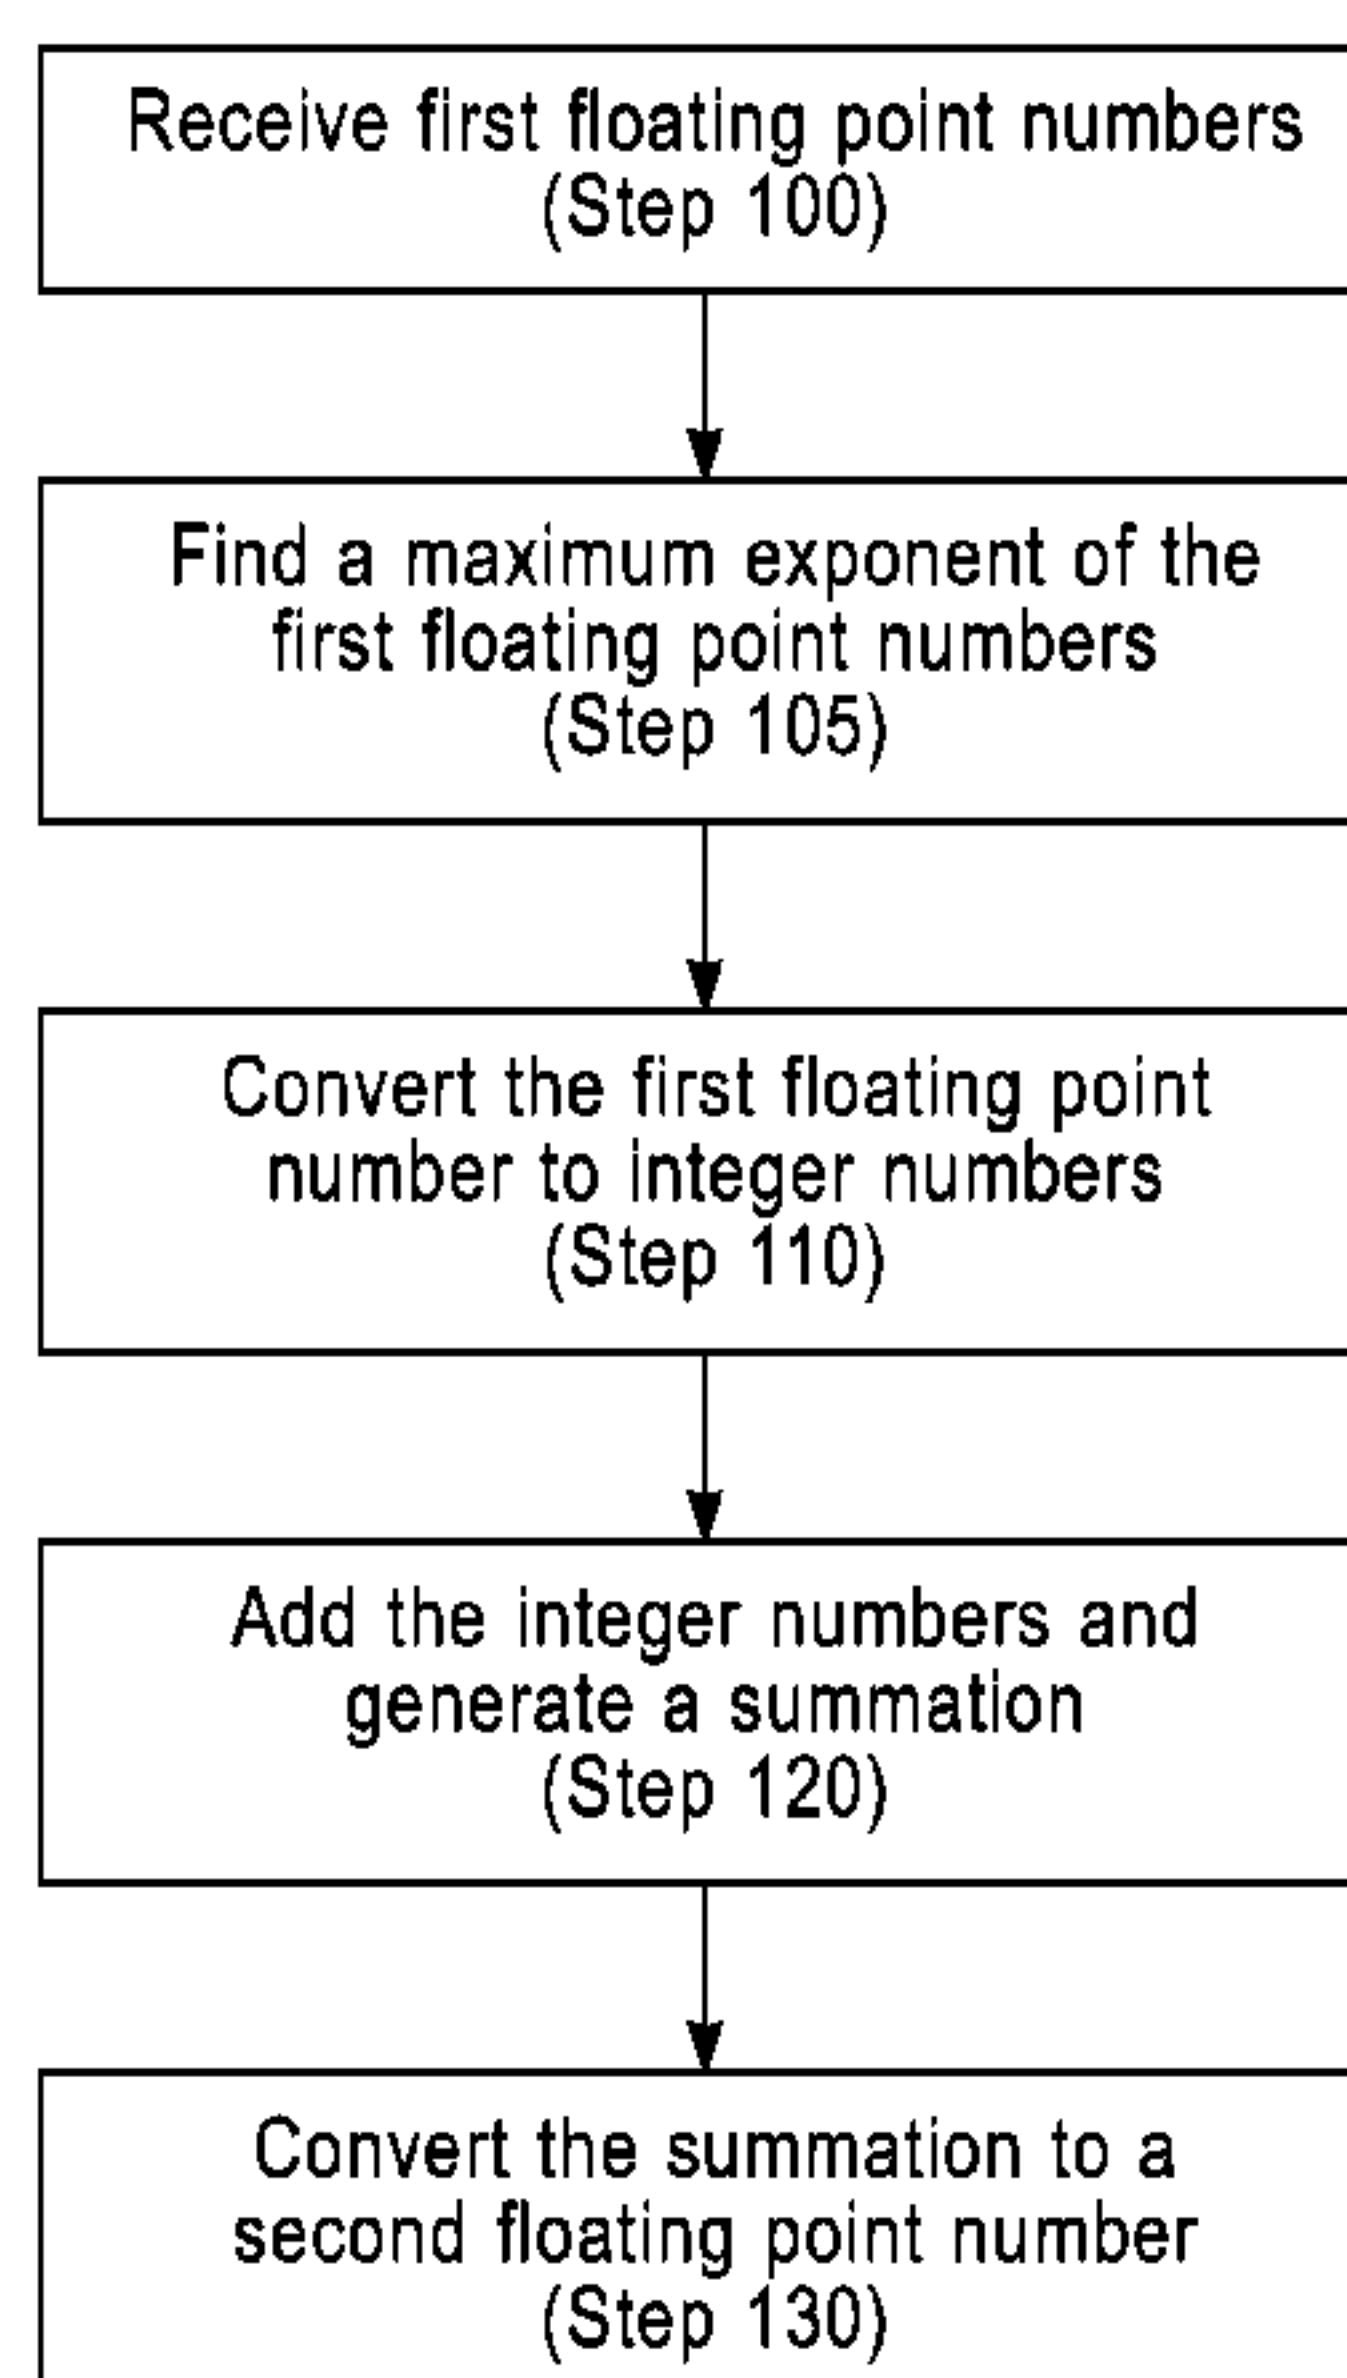 Receive first floating point numbers
(Step 100)
Find a maximum exponent of the
first floating point numbers
(Step 105)
Convert the first floating point
number to integer numbers
(Step 110)
Add the integer numbers and
generate a summation
(Step 120)
Convert the summation to a
second floating point number
(Step 130)